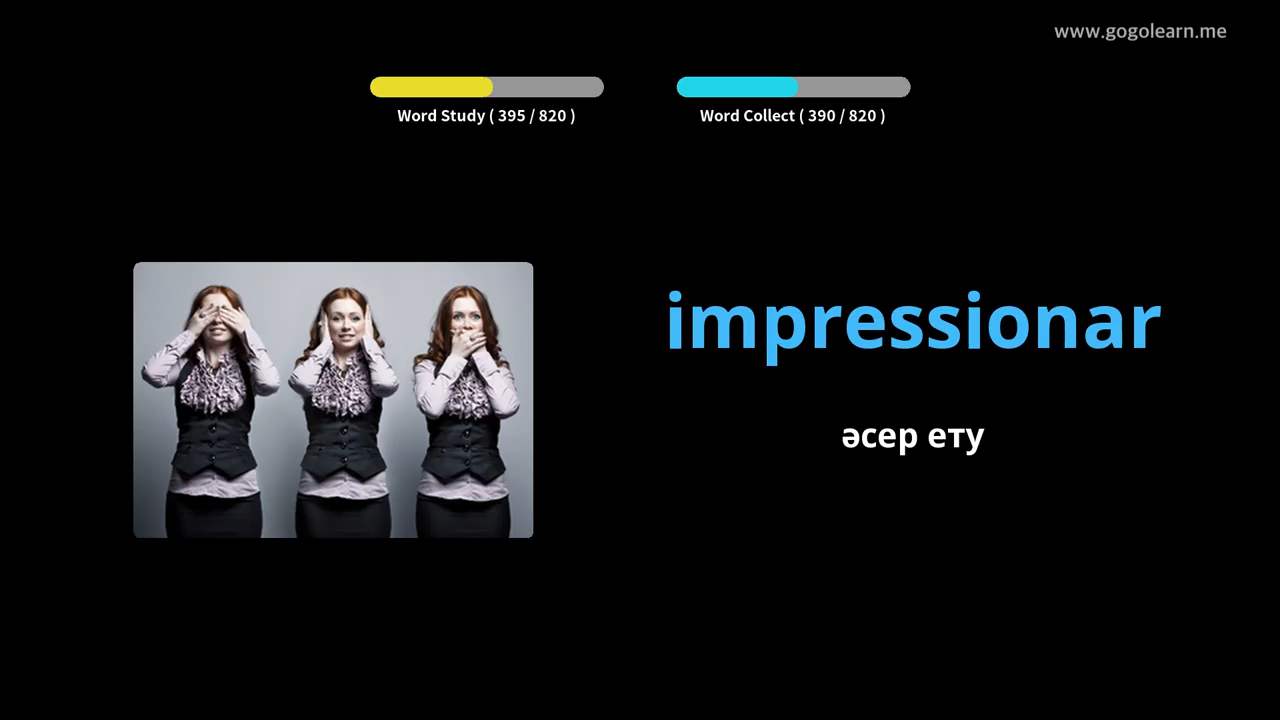 www.gogolearn.me
Word Study ( 395 / 820 )
Word Collect ( 390 / 820 )
impressionar
әсер ету